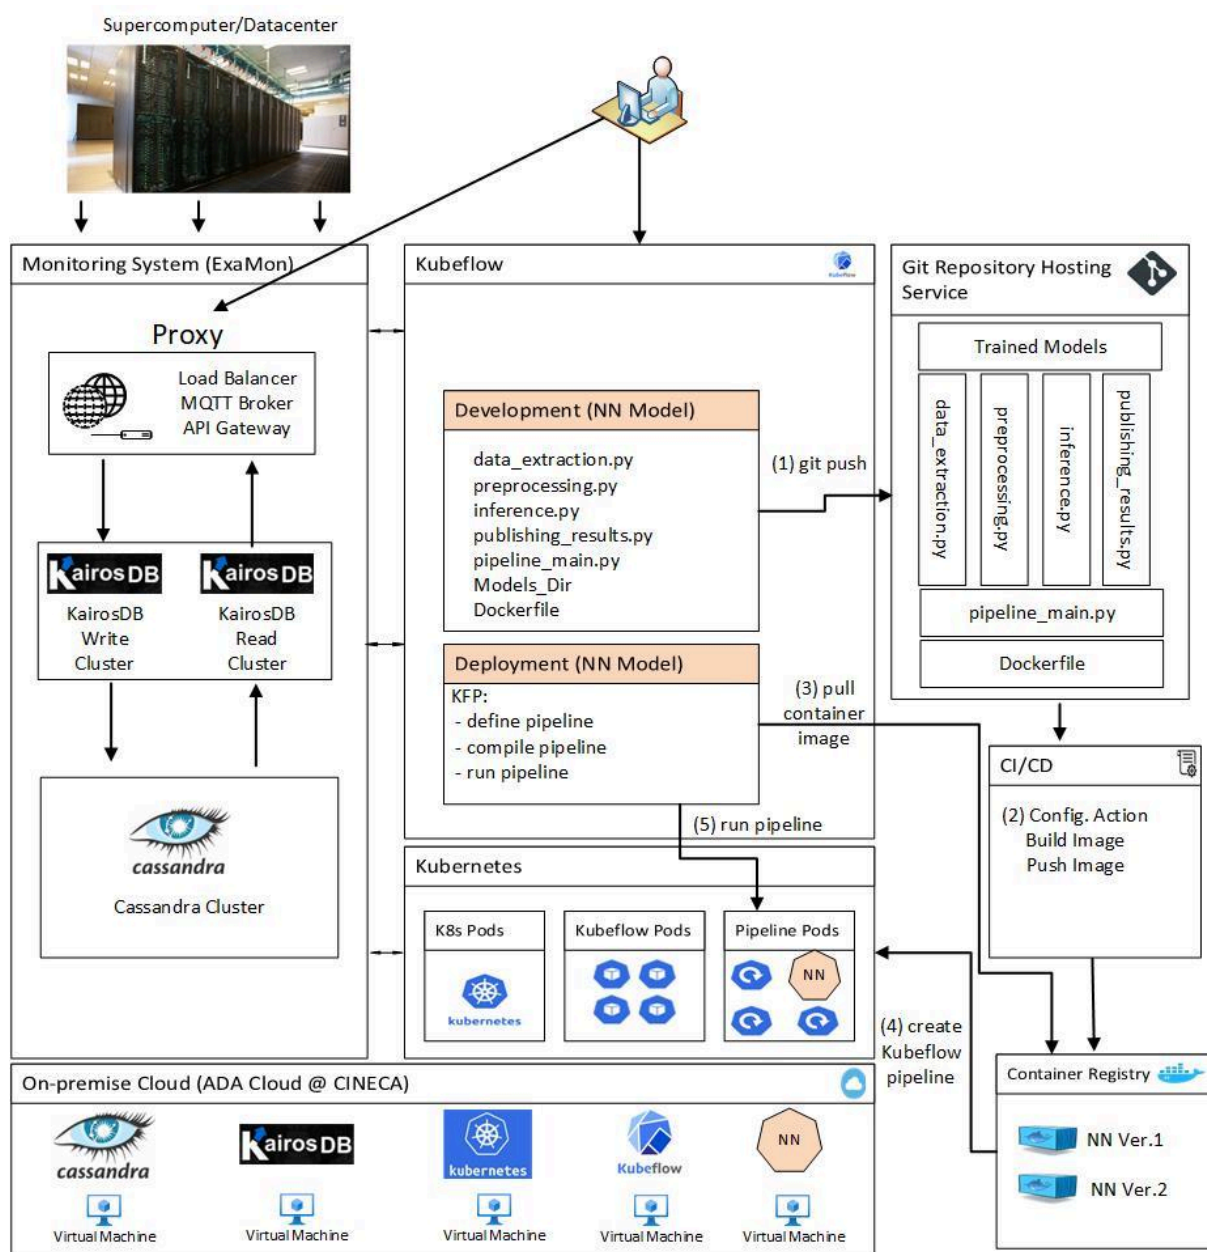 Supercomputer/Datacenter
Monitoring System (ExaMon)
Proxy
Load Balancer
MQTT Broker
API Gateway
KairosDB
KairosDB
KairosDB
Write
Cluster
KairosDB
Read
Cluster
cassandra
Cassandra Cluster
Kubeflow
Kubeflow
Development (NN Model)
data_extraction.py
preprocessing.py
inference.py
publishing_results.py
pipeline_main.py
Models_Dir
Dockerfile
Deployment (NN Model)
KFP:
- define pipeline
- compile pipeline
- run pipeline
(1) git push
(3) pull
container
image
(5) run pipeline
Git Repository Hosting
Service
Trained Models
data_extraction.py
preprocessing.py
inference.py
publishing_results.py
pipeline_main.py
Dockerfile
CI/CD
(2) Config. Action
Build Image
Push Image
Kubernetes
K8s Pods
kubernetes
Kubeflow Pods
Pipeline Pods
NN
(4) create
Kubeflow
pipeline
Container Registry
NN Ver.1
NN Ver.2
On-premise Cloud (ADA Cloud @ CINECA)
cassandra
KairosDB
kubernetes
Kubeflow
NN
Virtual Machine
Virtual Machine
Virtual Machine
Virtual Machine
Virtual Machine